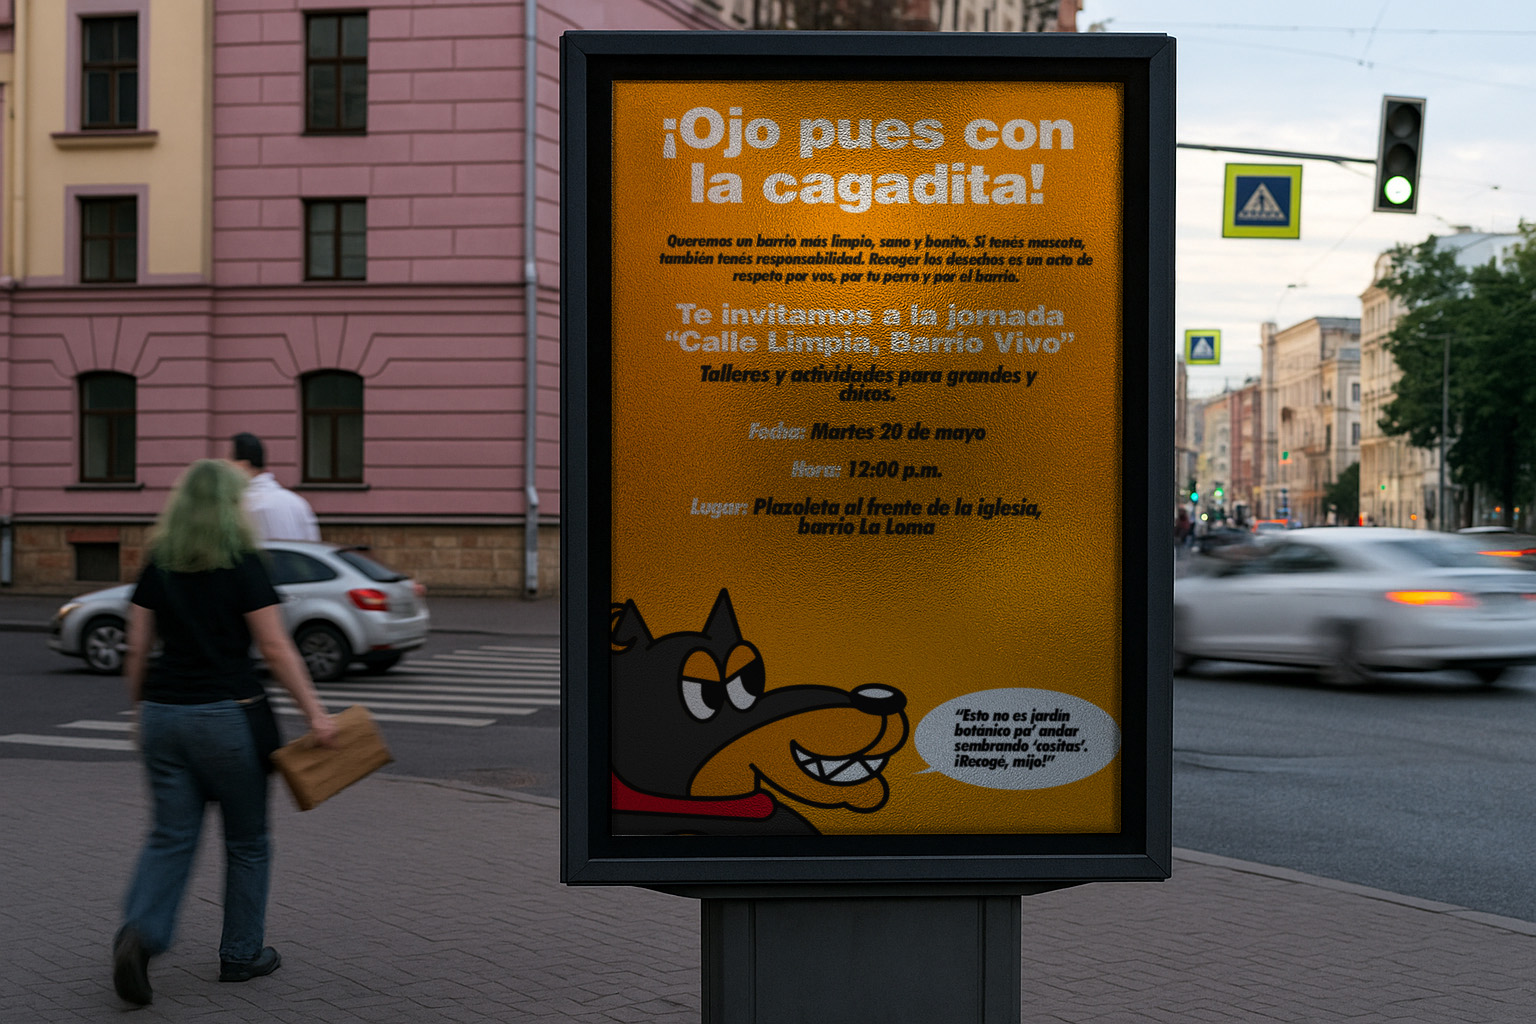 ¡Ojo pues con
la cagadita!
Queremos un barrio más limpio, sano y bonito. Si tenés mascota,
también tenés responsabilidad. Recoger los desechos es un acto de
respeto por vos, por tu perro y por el barrio.
Te invitamos a la jornada
“Calle Limpia, Barrio Vivo”
Talleres y actividades para grandes y
chicos.
Fecha: Martes 20 de mayo
Hora: 12:00 p.m.
Lugar: Plazoleta al frente de la iglesia,
barrio La Loma
“Esto no es jardín
botánico pa’ andar
sembrando ‘cositas’.
¡Recogé, mijo!”